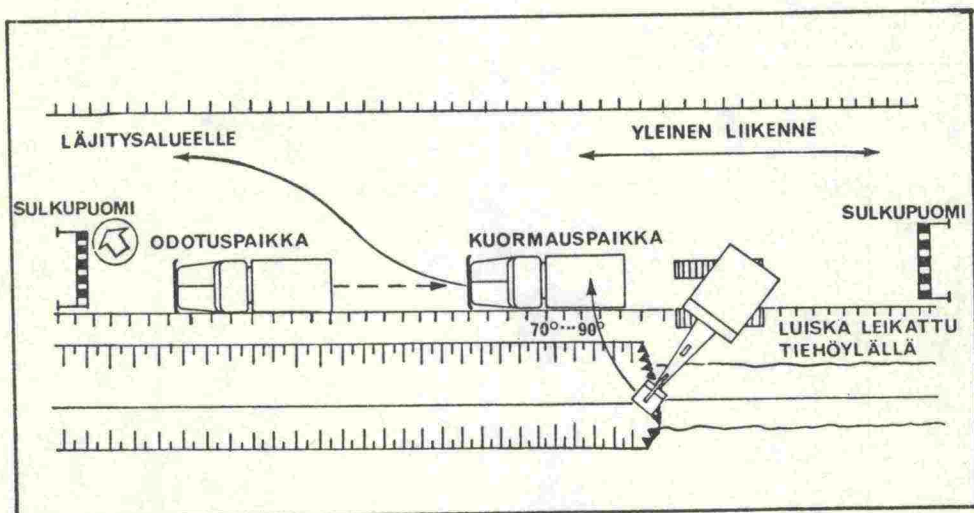 LÄJITYSALUEELLE
YLEINEN LIIKENNE
SULKUPUOMI
SULKUPUOMI
ODOTUSPAIKKA
KUORMAUSPAIKKA
70°...90°
LUISKA LEIKATTU
TIEHÖYLÄLLÄ